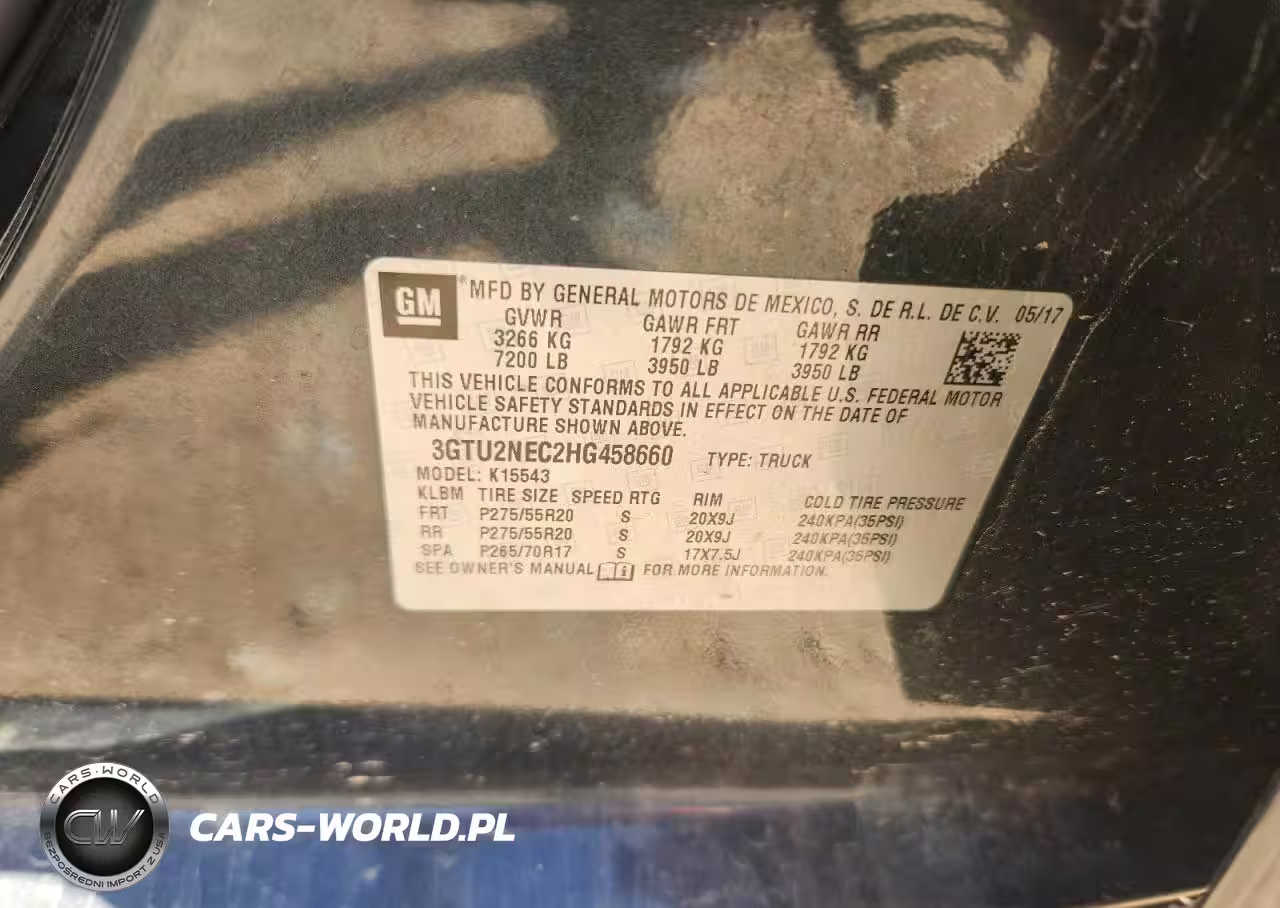 GM
® MFD BY GENERAL MOTORS DE MEXICO, S. DE R.L. DE C.V. 05/17
GVWR GAWR FRT GAWR RR
3266 KG 1792 KG 1792 KG
7200 LB 3950 LB 3950 LB
THIS VEHICLE CONFORMS TO ALL APPLICABLE U.S. FEDERAL MOTOR
VEHICLE SAFETY STANDARDS IN EFFECT ON THE DATE OF
MANUFACTURE SHOWN ABOVE.
3GTU2NEC2HG458660 TYPE: TRUCK
MODEL: K15543
KLBM TIRE SIZE SPEED RTG RIM COLD TIRE PRESSURE
FRT P275/55R20 S 20X9J 240KPA(35PSI)
RR P275/55R20 S 20X9J 240KPA(35PSI)
SPA P265/70R17 S 17X7.5J 240KPA(35PSI)
SEE OWNER'S MANUAL FOR MORE INFORMATION.
CARS-WORLD
CW
BEZPOŚREDNI IMPORT Z USA
CARS-WORLD.PL